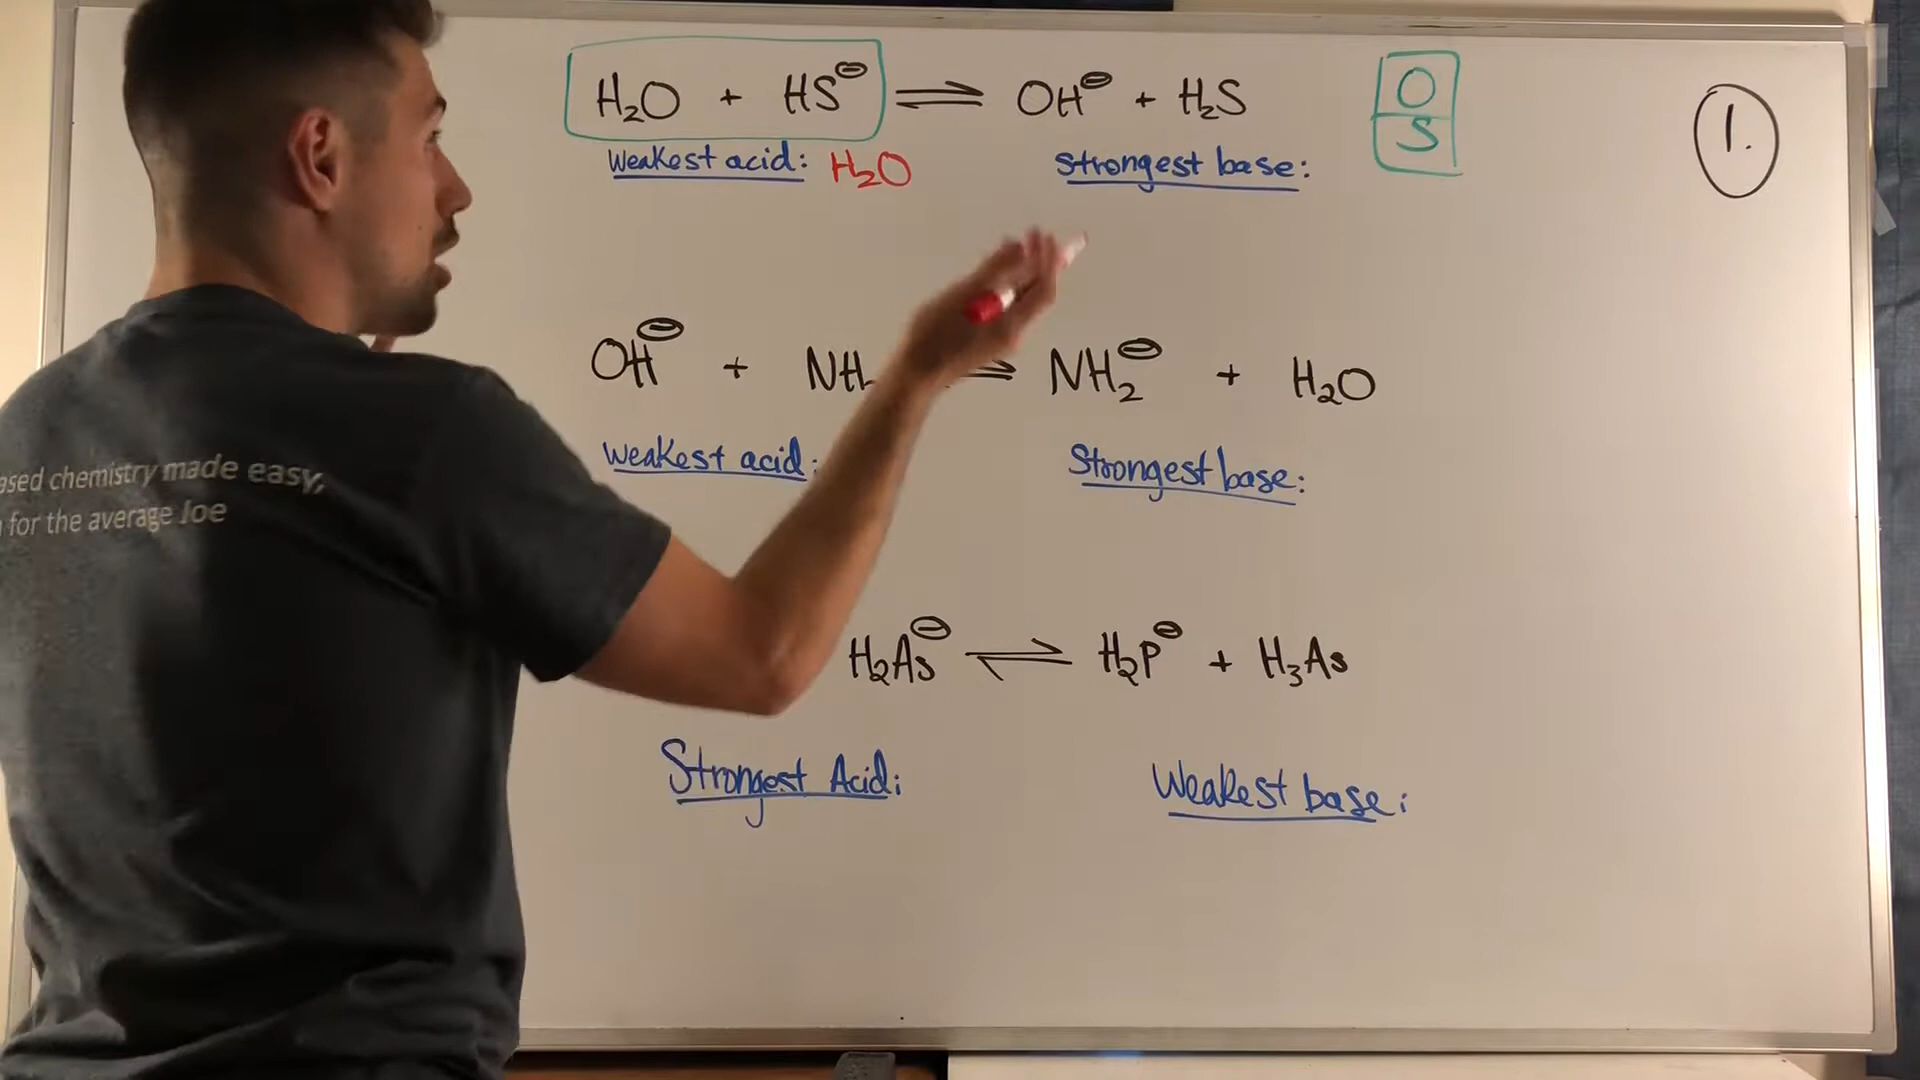 H₂O + HS⊖ ⇌ OH⊖ + H₂S
O
S
1.
Weakest acid: H₂O
Strongest base:
OH⊖ + NH ⇌ NH₂⊖ + H₂O
Weakest acid:
Strongest base:
H₂As⊖ ⇌ H₂P⊖ + H₃As
Strongest Acid:
Weakest base:
chemistry made easy,
for the average Joe